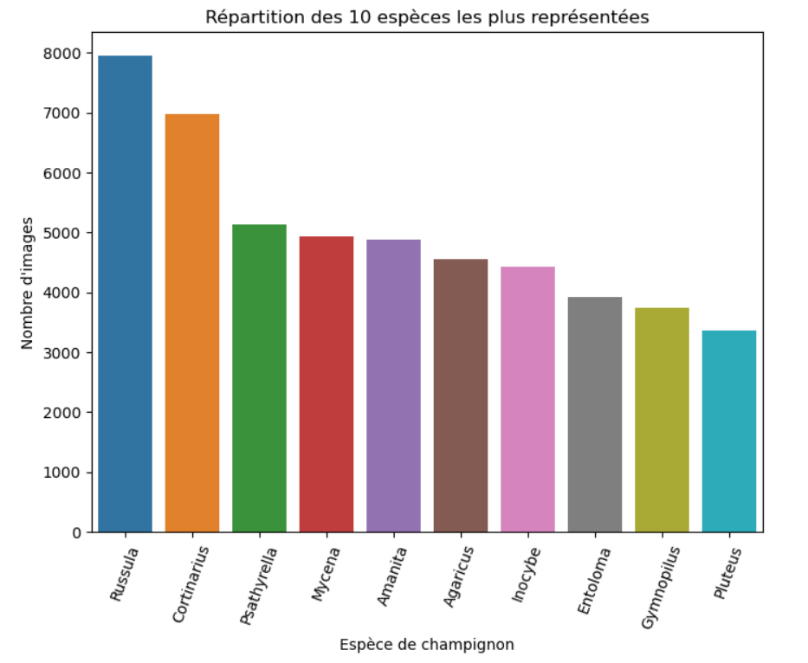 Répartition des 10 espèces les plus représentées
8000
7000
6000
5000
4000
3000
2000
1000
0
Nombre d'images
Russula
Cortinarius
Psathyrella
Mycena
Amanita
Agaricus
Inocybe
Entoloma
Gymnopilus
Pluteus
Espèce de champignon